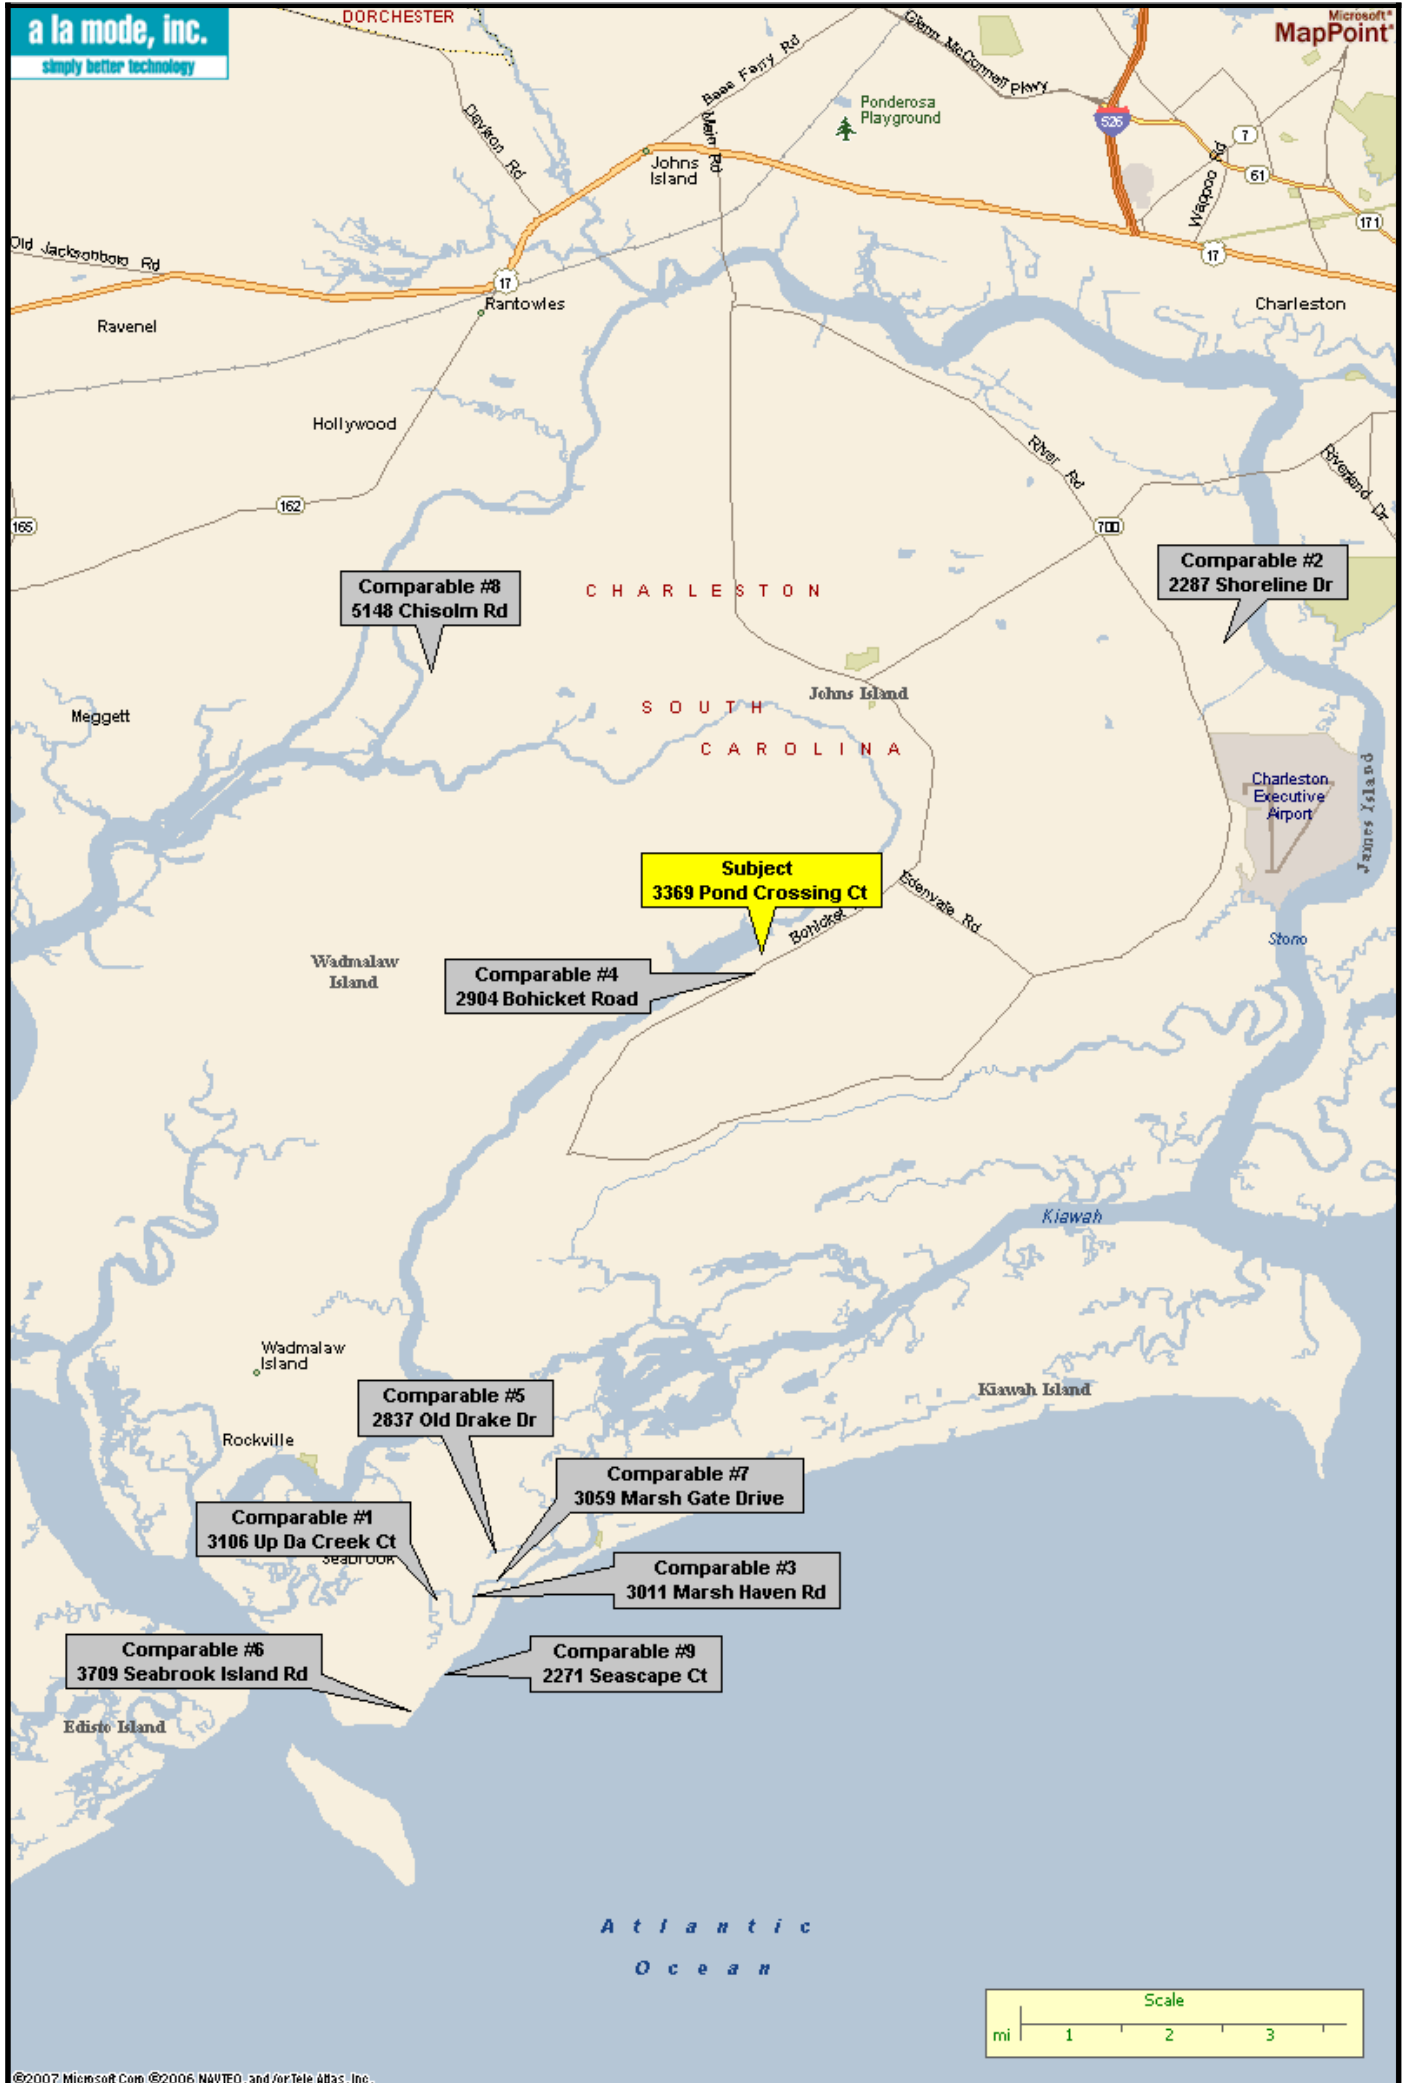 a la mode, inc.
simply better technology
DORCHESTER
Microsoft®
MapPoint®
Glenn McConnell Pkwy
Bees Ferry Rd
Davison Rd
Main Rd
Ponderosa
Playground
526
7
Wappoo Rd
61
171
Johns
Island
Old Jacksonboro Rd
17
17
Rantowles
Ravenel
Charleston
Hollywood
River Rd
Riverland Dr
162
165
700
Comparable #2
2287 Shoreline Dr
Comparable #8
5148 Chisolm Rd
CHARLESTON
Johns Island
SOUTH
CAROLINA
Meggett
Charleston
Executive
Airport
James Island
Subject
3369 Pond Crossing Ct
Edenvale Rd
Bohicket
Stono
Wadmalaw
Island
Comparable #4
2904 Bohicket Road
Kiawah
Wadmalaw
Island
Kiawah Island
Comparable #5
2837 Old Drake Dr
Rockville
Comparable #7
3059 Marsh Gate Drive
Comparable #1
3106 Up Da Creek Ct
Seabrook
Comparable #3
3011 Marsh Haven Rd
Comparable #6
3709 Seabrook Island Rd
Comparable #9
2271 Seascape Ct
Edisto Island
Atlantic
Ocean
Scale
mi 1 2 3
©2007 Microsoft Corp ©2006 NAVTEQ, and/or Tele Atlas, Inc.